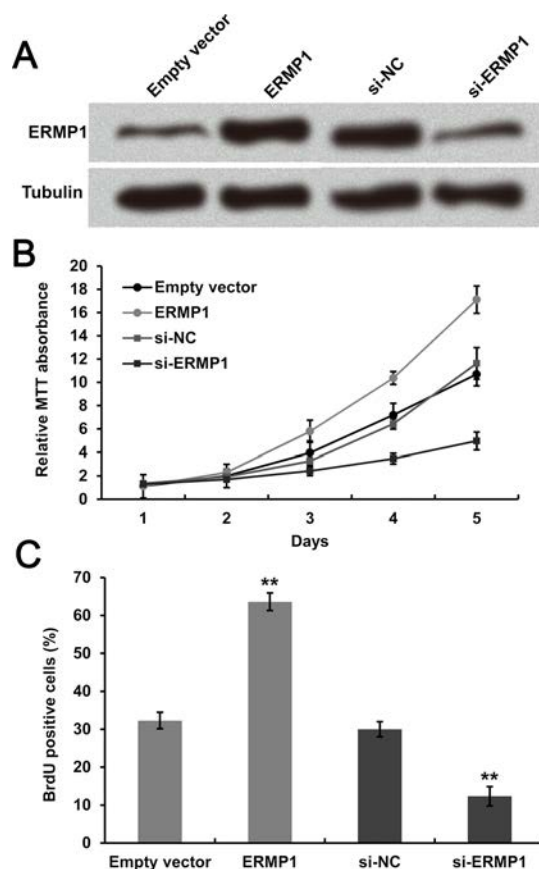 A
Empty vector
ERMP1
si-NC
si-ERMP1
ERMP1
Tubulin
B
Relative MTT absorbance
20
18
16
14
12
10
8
6
4
2
0
Empty vector
ERMP1
si-NC
si-ERMP1
1 2 3 4 5
Days
C
BrdU positive cells (%)
70
60
50
40
30
20
10
0
**
**
Empty vector ERMP1 si-NC si-ERMP1